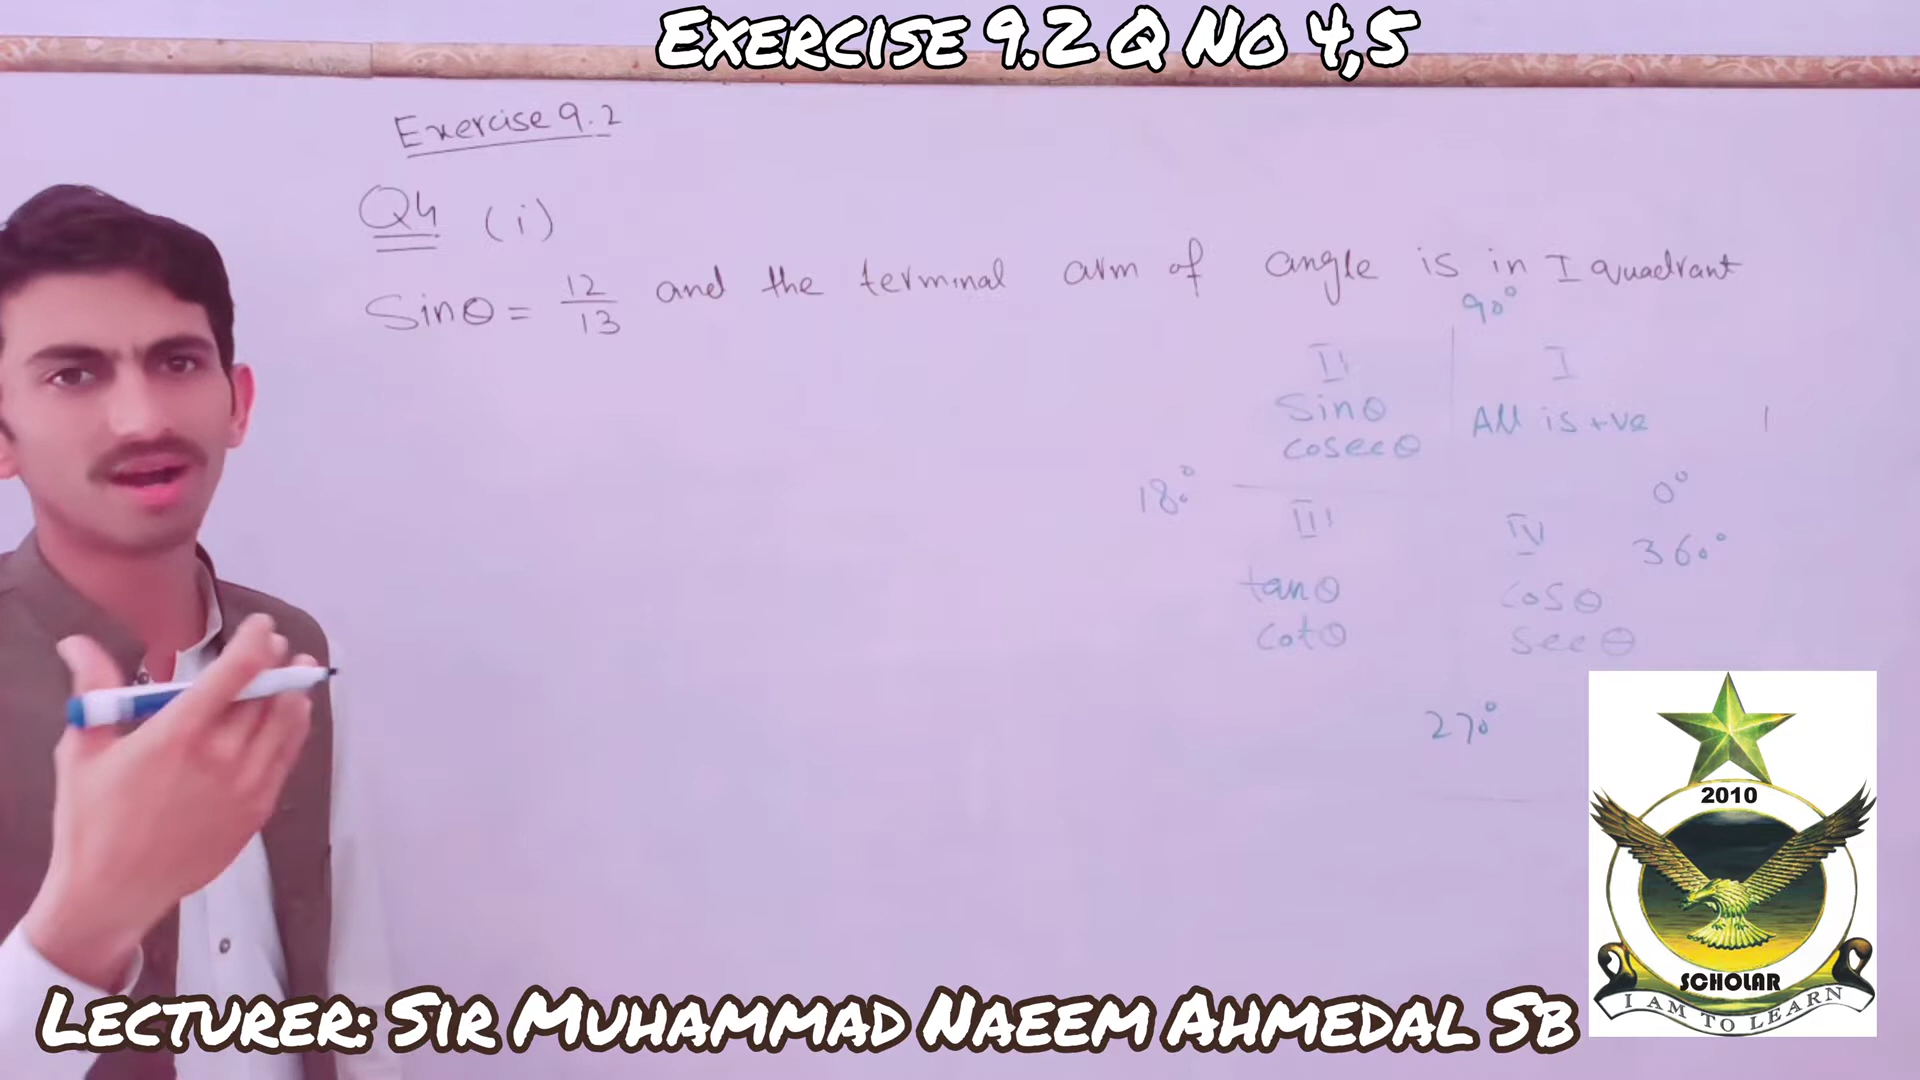 EXERCISE 9.2 Q NO 4,5
Exercise 9.2
Q4 (i)
Sinθ = 12/13 and the terminal arm of angle is in I quadrant
90°
II I
Sinθ All is +ve
cosecθ
180° 0°
III IV 360°
tanθ cosθ
cotθ secθ
270°
2010
SCHOLAR
I AM TO LEARN
LECTURER: SIR MUHAMMAD NAEEM AHMEDAL SB